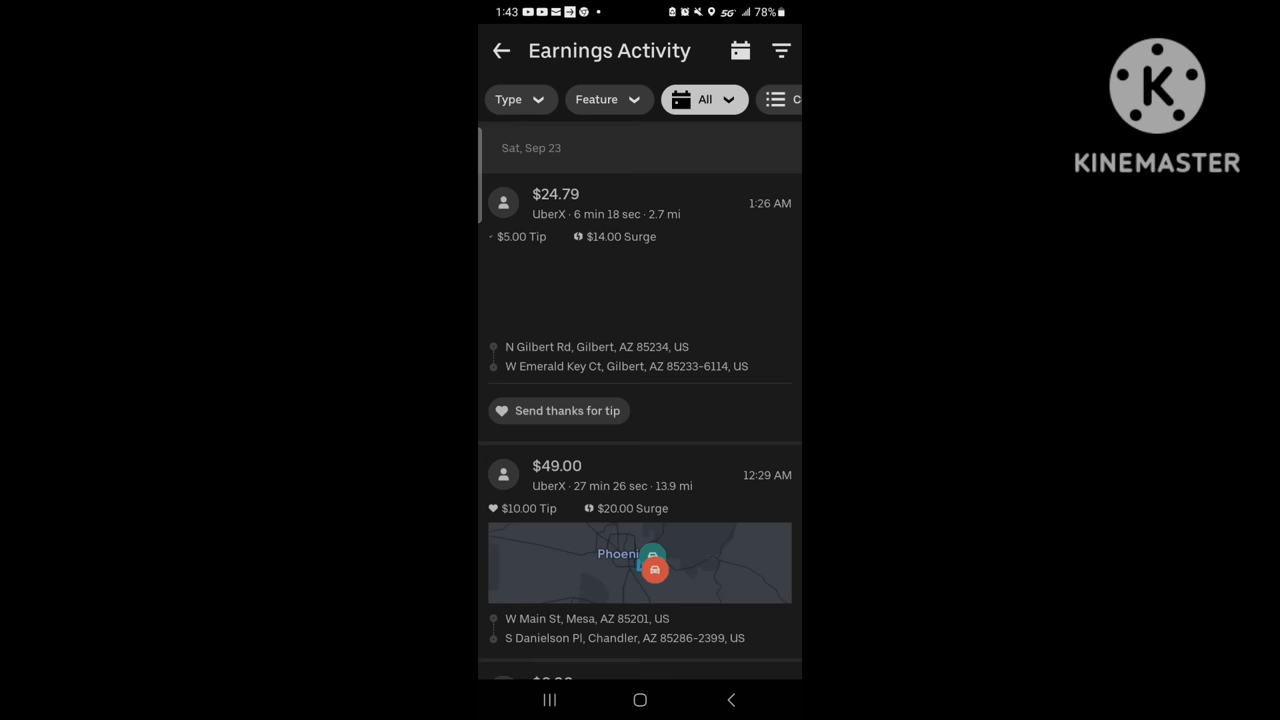 1:43 5G 78%
Earnings Activity
Type Feature All C
Sat, Sep 23
$24.79
UberX · 6 min 18 sec · 2.7 mi
1:26 AM
$5.00 Tip $14.00 Surge
N Gilbert Rd, Gilbert, AZ 85234, US
W Emerald Key Ct, Gilbert, AZ 85233-6114, US
Send thanks for tip
$49.00
UberX · 27 min 26 sec · 13.9 mi
12:29 AM
$10.00 Tip $20.00 Surge
Phoeni
W Main St, Mesa, AZ 85201, US
S Danielson Pl, Chandler, AZ 85286-2399, US
K
KINEMASTER